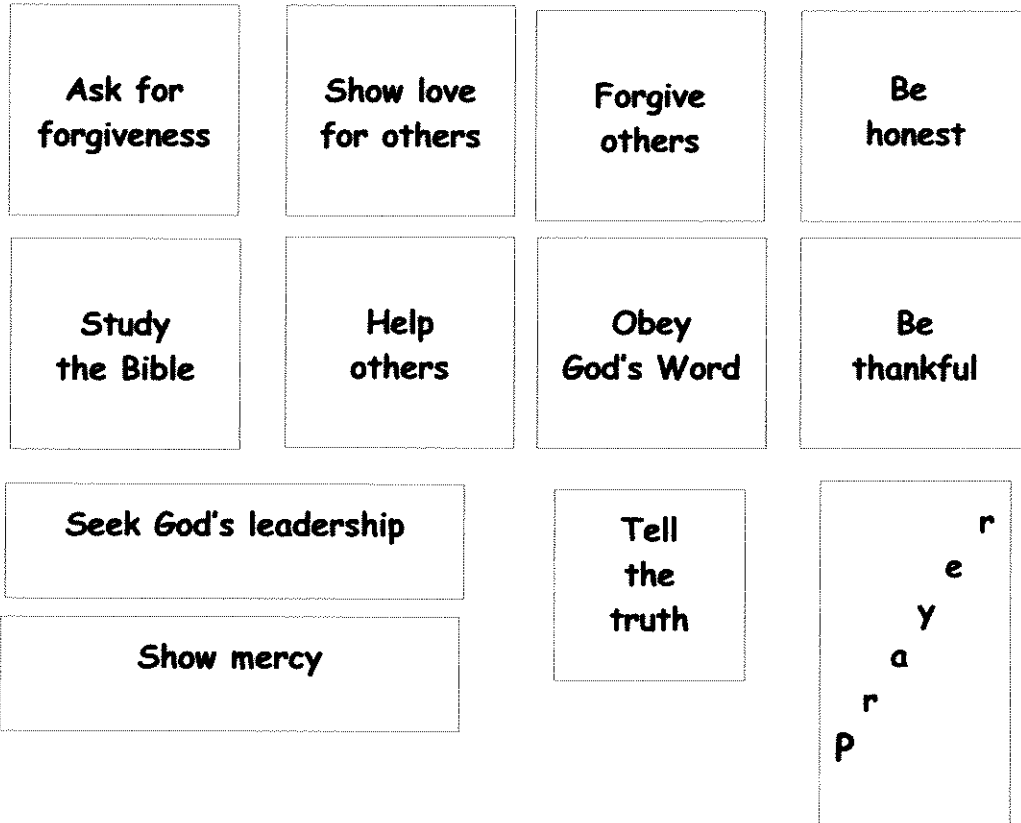 Ask for
forgiveness
Show love
for others
Forgive
others
Be
honest
Study
the Bible
Help
others
Obey
God's Word
Be
thankful
Seek God's leadership
Show mercy
Tell
the
truth
prayer